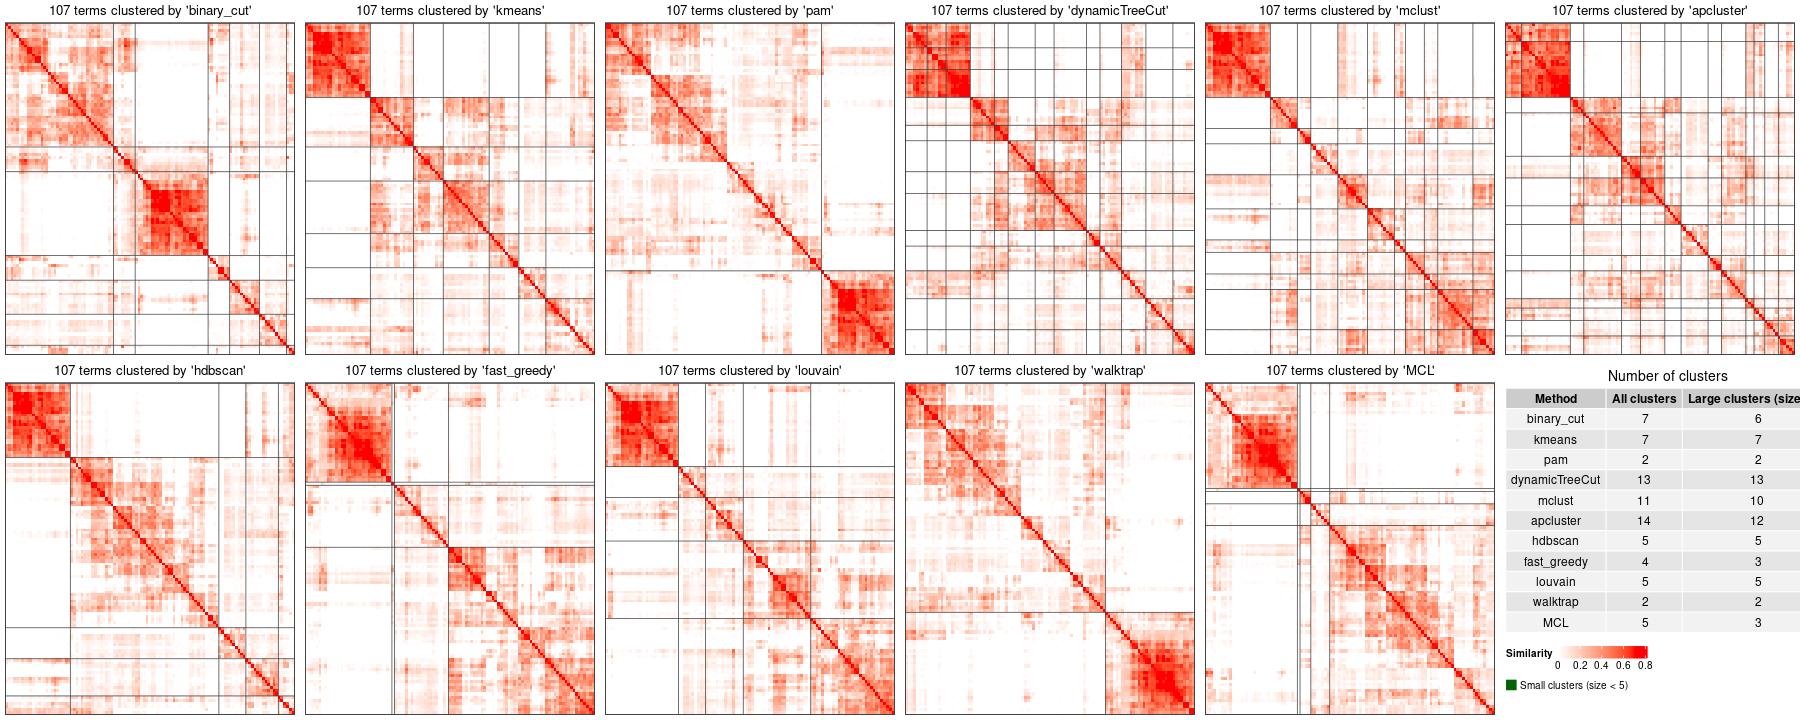 107 terms clustered by 'binary_cut'
107 terms clustered by 'kmeans'
107 terms clustered by 'pam'
107 terms clustered by 'dynamicTreeCut'
107 terms clustered by 'mclust'
107 terms clustered by 'apcluster'
107 terms clustered by 'hdbscan'
107 terms clustered by 'fast_greedy'
107 terms clustered by 'louvain'
107 terms clustered by 'walktrap'
107 terms clustered by 'MCL'
Number of clusters
Method All clusters Large clusters (size
binary_cut 7 6
kmeans 7 7
pam 2 2
dynamicTreeCut 13 13
mclust 11 10
apcluster 14 12
hdbscan 5 5
fast_greedy 4 3
louvain 5 5
walktrap 2 2
MCL 5 3
Similarity
0 0.2 0.4 0.6 0.8
Small clusters (size < 5)